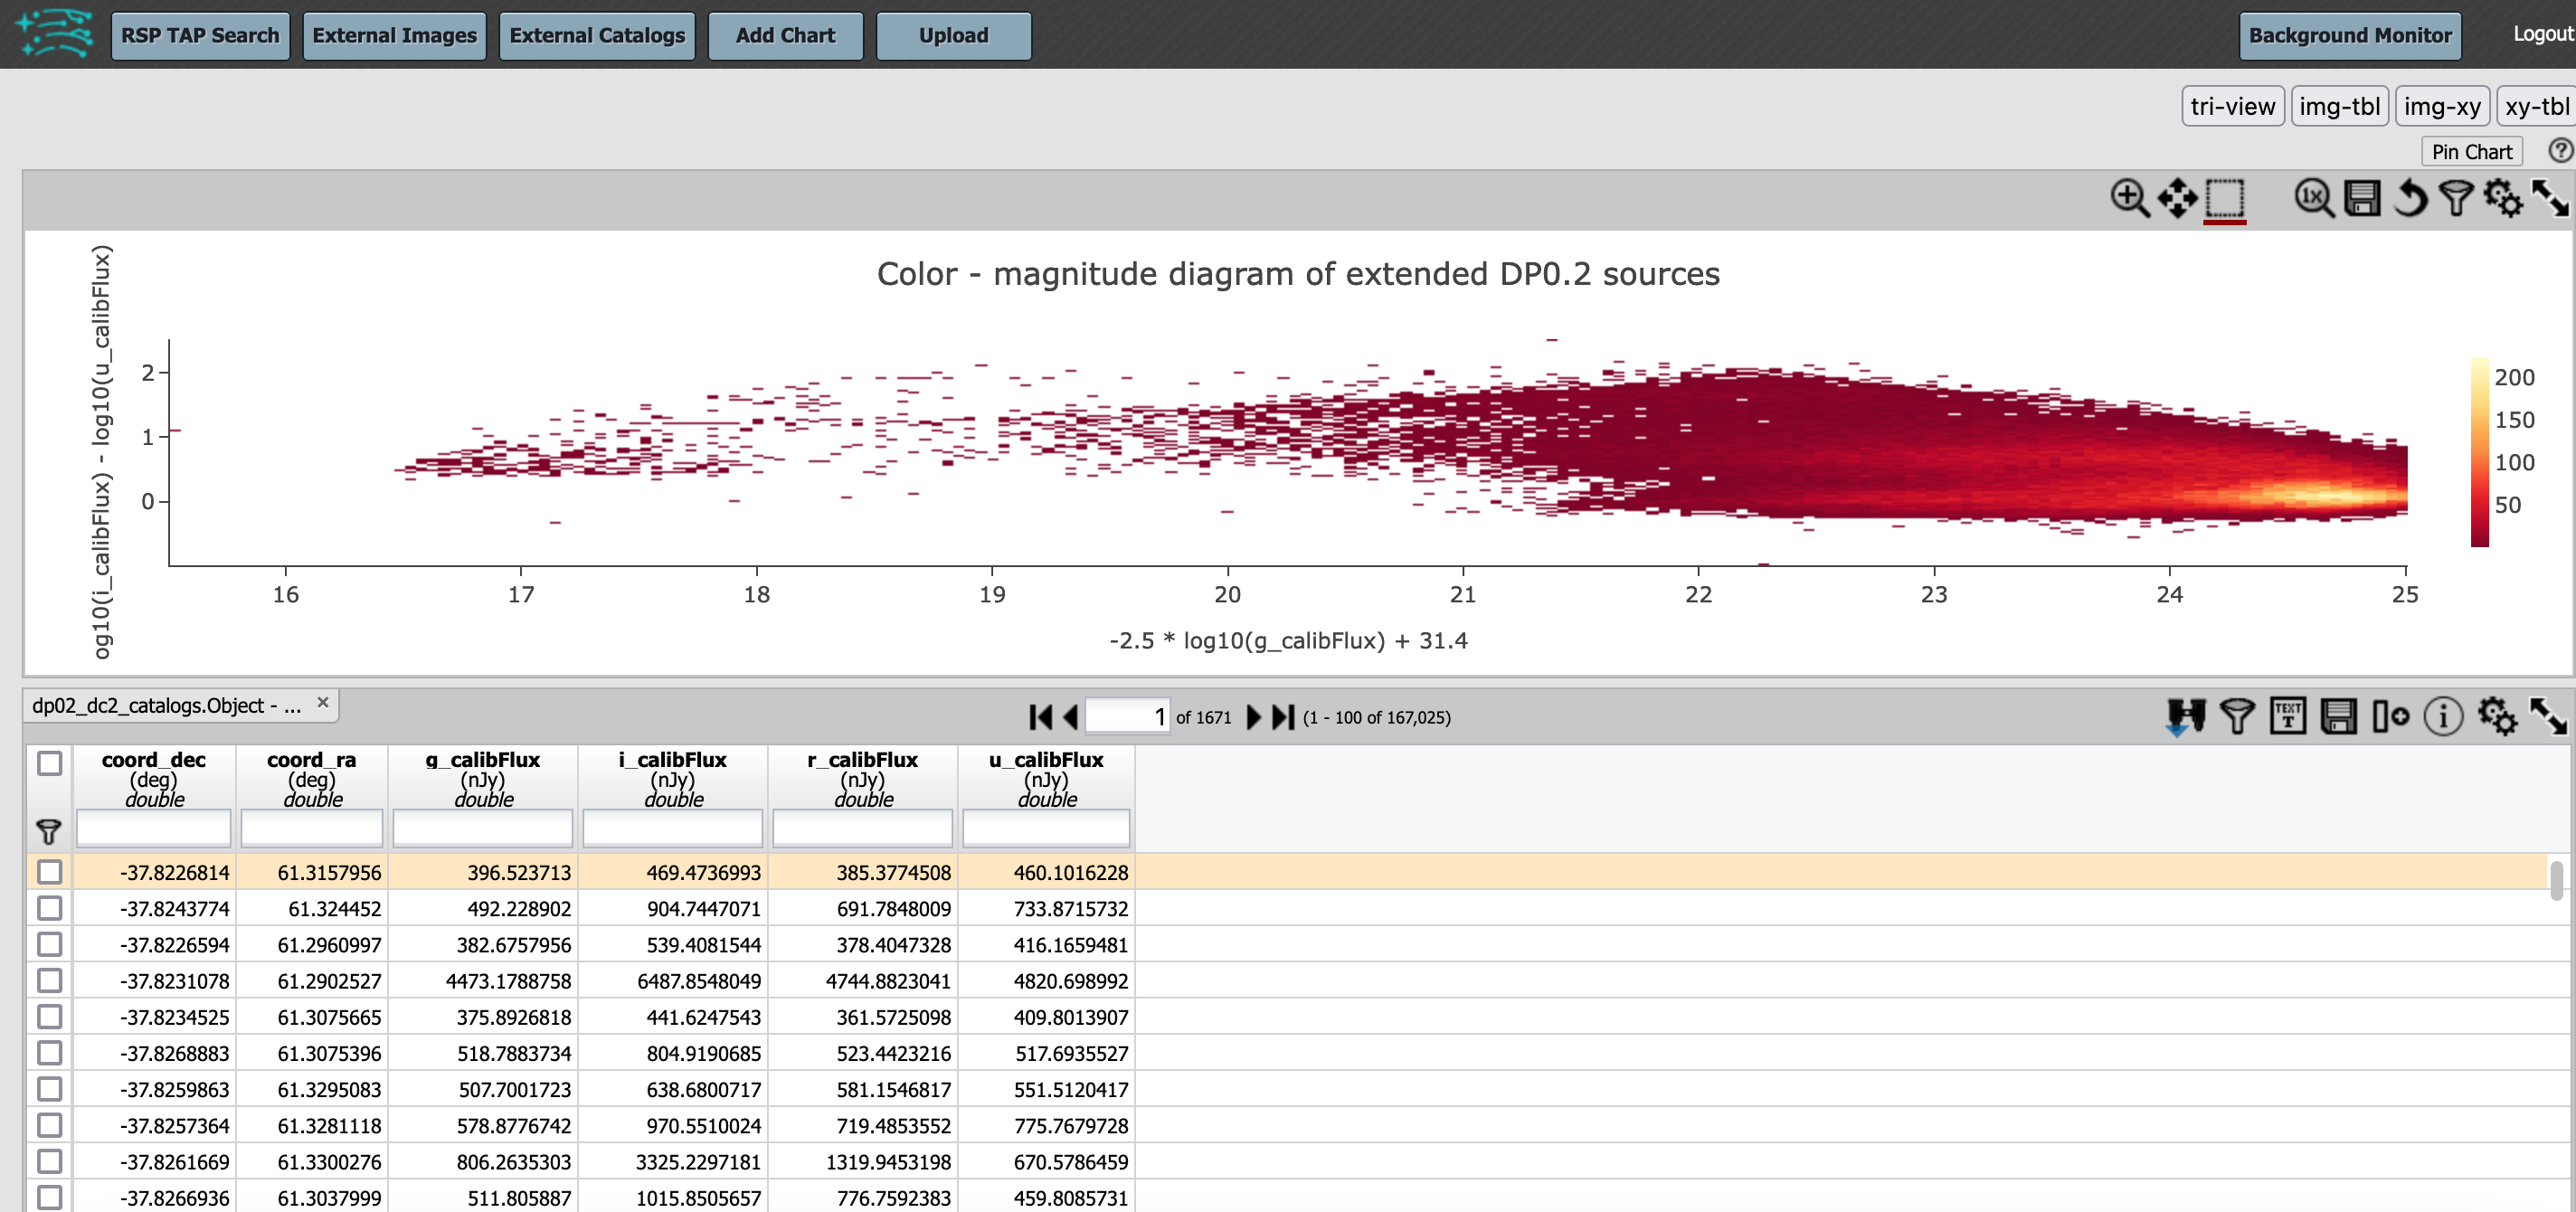 RSP TAP Search External Images External Catalogs Add Chart Upload Background Monitor Logout
tri-view img-tbl img-xy xy-tbl
Pin Chart
1x
Color - magnitude diagram of extended DP0.2 sources
og10(i_calibFlux) - log10(u_calibFlux)
2
1
0
16 17 18 19 20 21 22 23 24 25
-2.5 * log10(g_calibFlux) + 31.4
200
150
100
50
dp02_dc2_catalogs.Object - ... × 1 of 1671 (1 - 100 of 167,025)
TEXT
T
coord_dec coord_ra g_calibFlux i_calibFlux r_calibFlux u_calibFlux
(deg) (deg) (nJy) (nJy) (nJy) (nJy)
double double double double double double
-37.8226814 61.3157956 396.523713 469.4736993 385.3774508 460.1016228
-37.8243774 61.324452 492.228902 904.7447071 691.7848009 733.8715732
-37.8226594 61.2960997 382.6757956 539.4081544 378.4047328 416.1659481
-37.8231078 61.2902527 4473.1788758 6487.8548049 4744.8823041 4820.698992
-37.8234525 61.3075665 375.8926818 441.6247543 361.5725098 409.8013907
-37.8268883 61.3075396 518.7883734 804.9190685 523.4423216 517.6935527
-37.8259863 61.3295083 507.7001723 638.6800717 581.1546817 551.5120417
-37.8257364 61.3281118 578.8776742 970.5510024 719.4853552 775.7679728
-37.8261669 61.3300276 806.2635303 3325.2297181 1319.9453198 670.5786459
-37.8266936 61.3037999 511.805887 1015.8505657 776.7592383 459.8085731